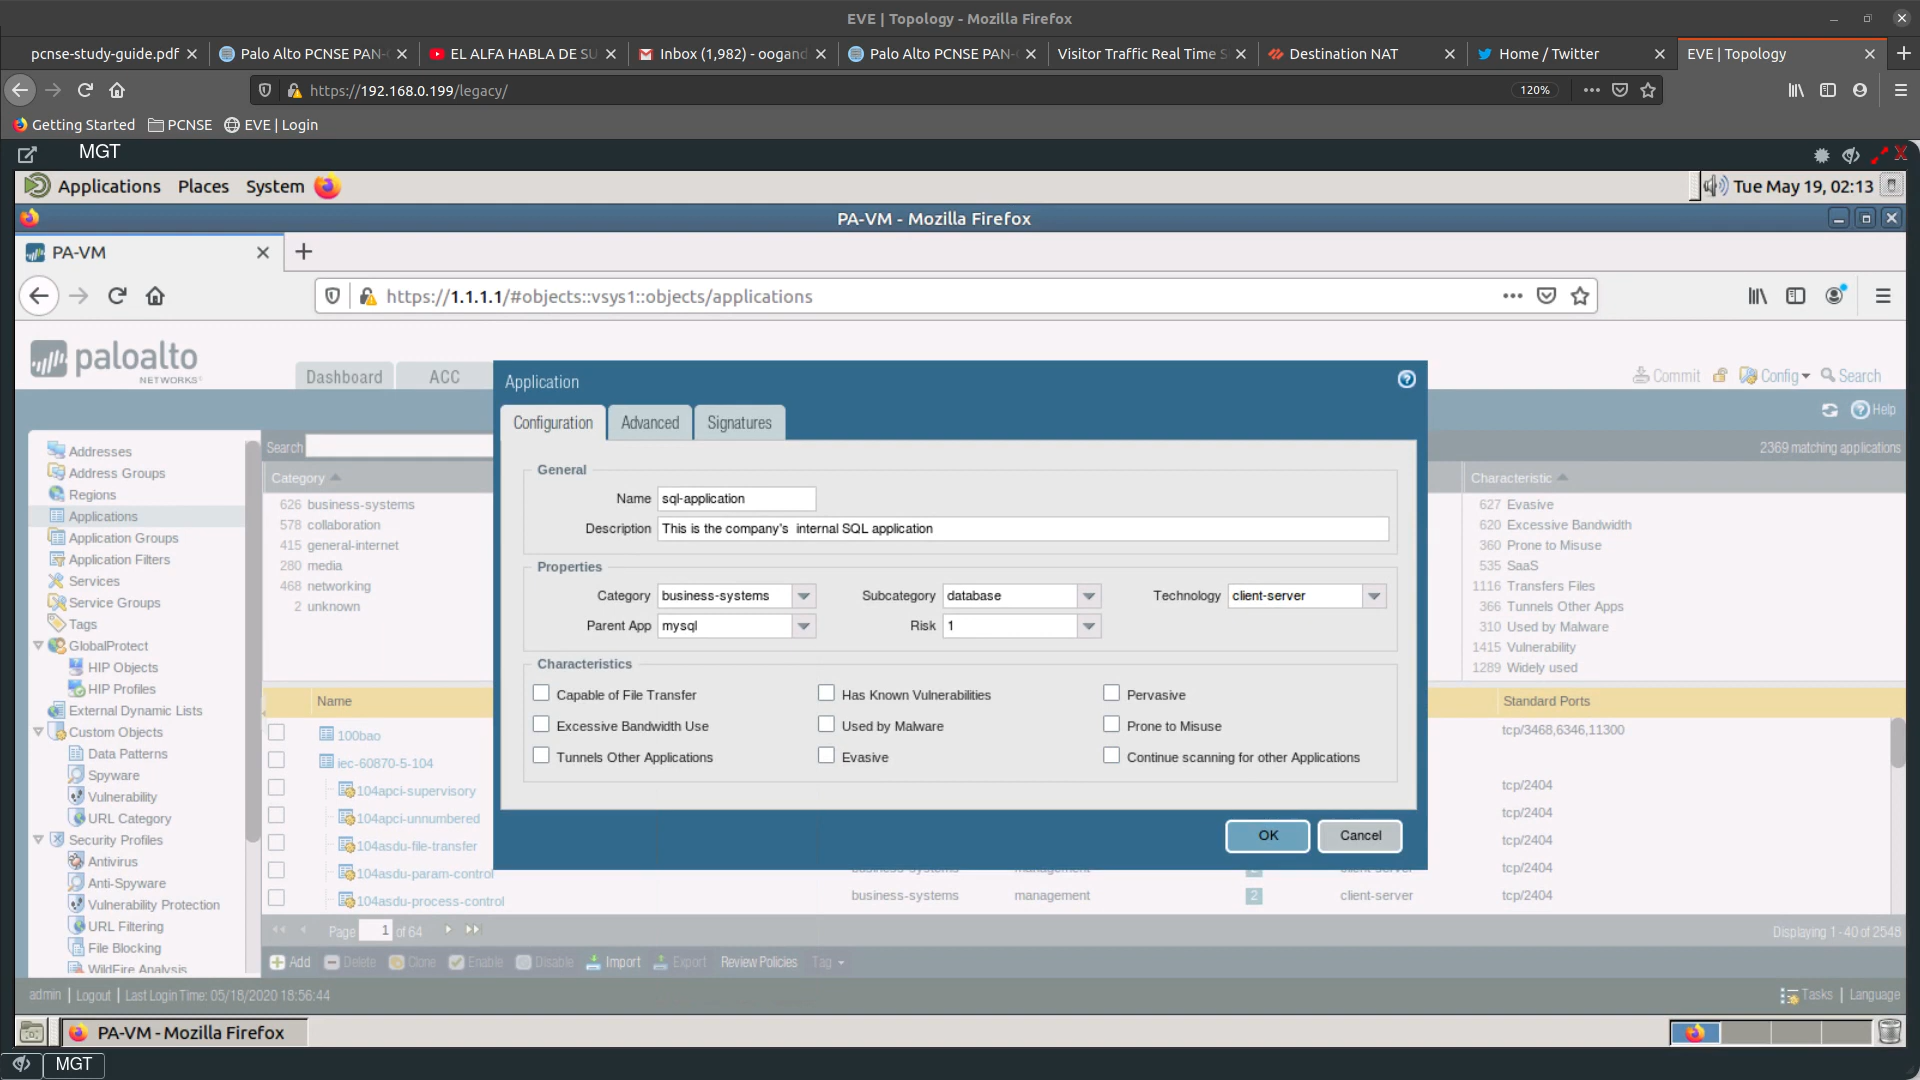 EVE | Topology - Mozilla Firefox
pcnse-study-guide.pdf
Palo Alto PCNSE PAN-
EL ALFA HABLA DE SU
Inbox (1,982) - oogand
Palo Alto PCNSE PAN-
Visitor Traffic Real Time S
Destination NAT
Home / Twitter
EVE | Topology
https://192.168.0.199/legacy/
120%
Getting Started
PCNSE
EVE | Login
MGT
Applications Places System
Tue May 19, 02:13
PA-VM - Mozilla Firefox
PA-VM
https://1.1.1.1/#objects::vsys1::objects/applications
paloalto
NETWORKS
Dashboard
ACC
Commit
Config
Search
Help
Addresses
Address Groups
Regions
Applications
Application Groups
Application Filters
Services
Service Groups
Tags
GlobalProtect
HIP Objects
HIP Profiles
External Dynamic Lists
Custom Objects
Data Patterns
Spyware
Vulnerability
URL Category
Security Profiles
Antivirus
Anti-Spyware
Vulnerability Protection
URL Filtering
File Blocking
WildFire Analysis
Search
2369 matching applications
Category
626 business-systems
578 collaboration
415 general-internet
280 media
468 networking
2 unknown
Characteristic
627 Evasive
620 Excessive Bandwidth
360 Prone to Misuse
535 SaaS
1116 Transfers Files
366 Tunnels Other Apps
310 Used by Malware
1415 Vulnerability
1289 Widely used
Application
Configuration
Advanced
Signatures
General
Name sql-application
Description This is the company's  internal SQL application
Properties
Category business-systems
Subcategory database
Technology client-server
Parent App mysql
Risk 1
Characteristics
Capable of File Transfer
Has Known Vulnerabilities
Pervasive
Excessive Bandwidth Use
Used by Malware
Prone to Misuse
Tunnels Other Applications
Evasive
Continue scanning for other Applications
OK
Cancel
Name
Standard Ports
100bao
tcp/3468,6346,11300
iec-60870-5-104
104apci-supervisory
tcp/2404
104apci-unnumbered
tcp/2404
104asdu-file-transfer
tcp/2404
104asdu-param-control
business-systems management 2 client-server tcp/2404
104asdu-process-control
business-systems management 2 client-server tcp/2404
Page 1 of 64
Displaying 1 - 40 of 2548
Add
Delete
Clone
Enable
Disable
Import
Export
Review Policies
Tag
admin | Logout | Last Login Time: 05/18/2020 18:56:44
Tasks | Language
PA-VM - Mozilla Firefox
MGT